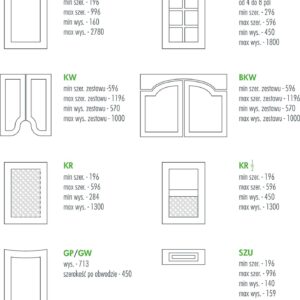 min szer. -196
max szer. -996
min wys. -160
max wys. - 2780
od 4 do 8 pól
min szer. -296
max szer. -596
min wys. -450
max wys. -1800
KW
min szer. zestawu -596
max szer. zestawu -1196
min wys. zestawu - 570
max wys. zestawu - 1000
BKW
min szer. zestawu -596
max szer. zestawu -1196
min wys. zestawu - 570
max wys. zestawu - 1000
KR
min szer. - 196
max szer. - 596
min wys. - 284
max wys. - 1300
KR ½
min szer. - 196
max szer. - 596
min wys. - 450
max wys. - 1300
GP/GW
wys. - 713
szerokość po obwodzie - 450
SZU
min szer. - 196
max szer. - 996
min wys. - 140
max wys. - 159